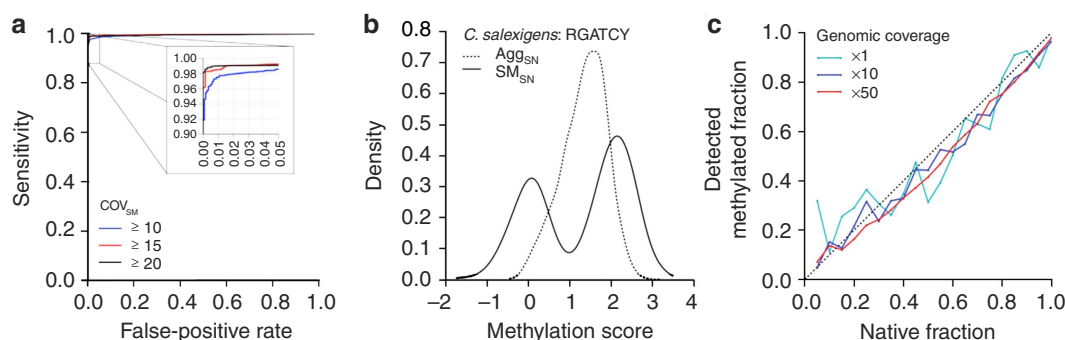 a
Sensitivity
1.0
0.8
0.6
0.4
0.2
0.0
1.00
0.98
0.96
0.94
0.92
0.90
0.00
0.01
0.02
0.03
0.04
0.05
COV_SM
≥ 10
≥ 15
≥ 20
0.0 0.2 0.4 0.6 0.8 1.0
False-positive rate
b
Density
0.8
0.7
0.6
0.5
0.4
0.3
0.2
0.1
0.0
C. salexigens: RGATCY
Agg_SN
SM_SN
−2 −1 0 1 2 3 4
Methylation score
c
Detected
methylated fraction
1.0
0.8
0.6
0.4
0.2
0.0
Genomic coverage
×1
×10
×50
0.0 0.2 0.4 0.6 0.8 1.0
Native fraction